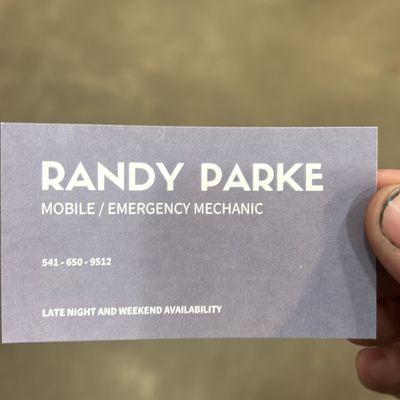 RANDY PARKE
MOBILE / EMERGENCY MECHANIC
541 - 650 - 9512
LATE NIGHT AND WEEKEND AVAILABILITY